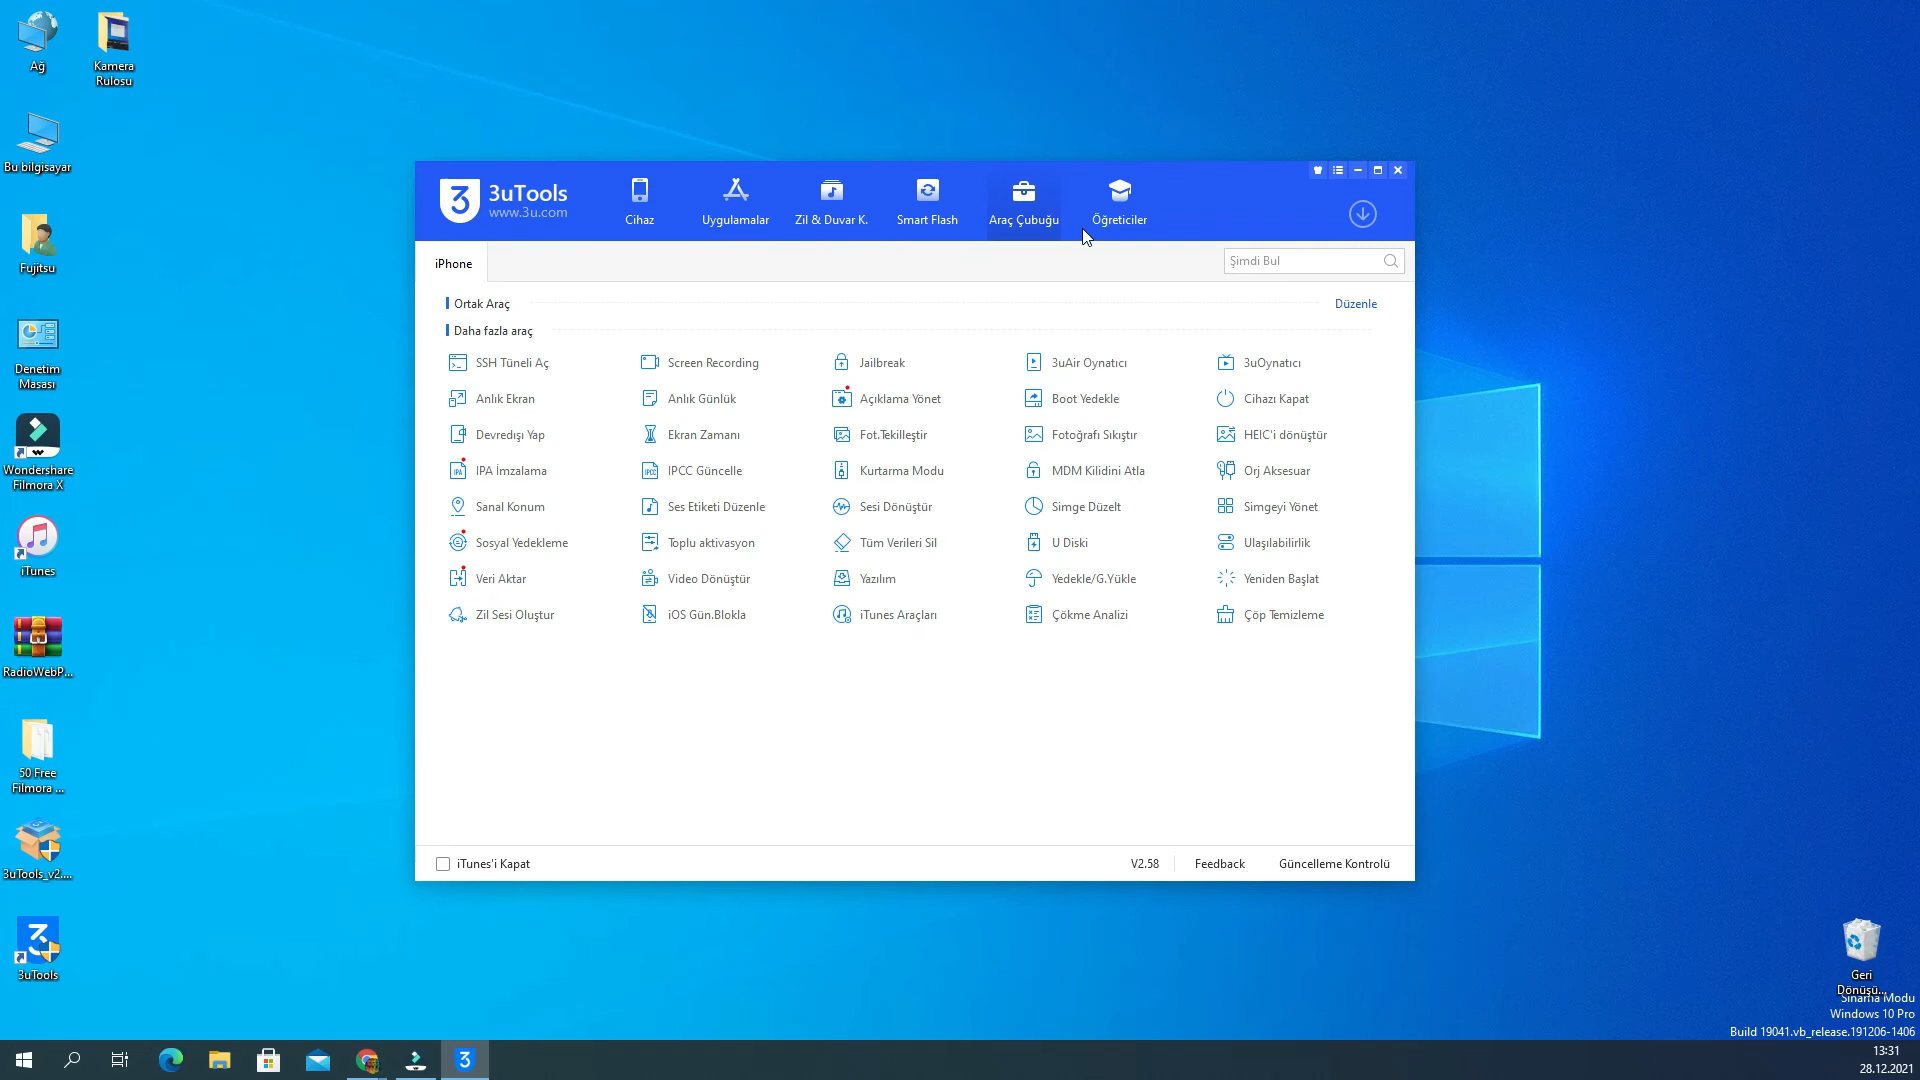 Ağ
Kamera
Rulosu
Bu bilgisayar
Fujitsu
Denetim
Masası
Wondershare
Filmora X
iTunes
RadioWebP...
50 Free
Filmora ...
3uTools_v2....
3uTools
3uTools
www.3u.com
Cihaz
Uygulamalar
Zil & Duvar K.
Smart Flash
Araç Çubuğu
Öğreticiler
iPhone
Şimdi Bul
Ortak Araç
Düzenle
Daha fazla araç
SSH Tüneli Aç
Screen Recording
Jailbreak
3uAir Oynatıcı
3uOynatıcı
Anlık Ekran
Anlık Günlük
Açıklama Yönet
Boot Yedekle
Cihazı Kapat
Devredışı Yap
Ekran Zamanı
Fot.Tekilleştir
Fotoğrafı Sıkıştır
HEIC'i dönüştür
IPA İmzalama
IPCC Güncelle
Kurtarma Modu
MDM Kilidini Atla
Orj Aksesuar
Sanal Konum
Ses Etiketi Düzenle
Sesi Dönüştür
Simge Düzelt
Simgeyi Yönet
Sosyal Yedekleme
Toplu aktivasyon
Tüm Verileri Sil
U Diski
Ulaşılabilirlik
Veri Aktar
Video Dönüştür
Yazılım
Yedekle/G.Yükle
Yeniden Başlat
Zil Sesi Oluştur
iOS Gün.Blokla
iTunes Araçları
Çökme Analizi
Çöp Temizleme
iTunes'i Kapat
V2.58
Feedback
Güncelleme Kontrolü
Geri
Dönüşü...
Sınama Modu
Windows 10 Pro
Build 19041.vb_release.191206-1406
13:31
28.12.2021